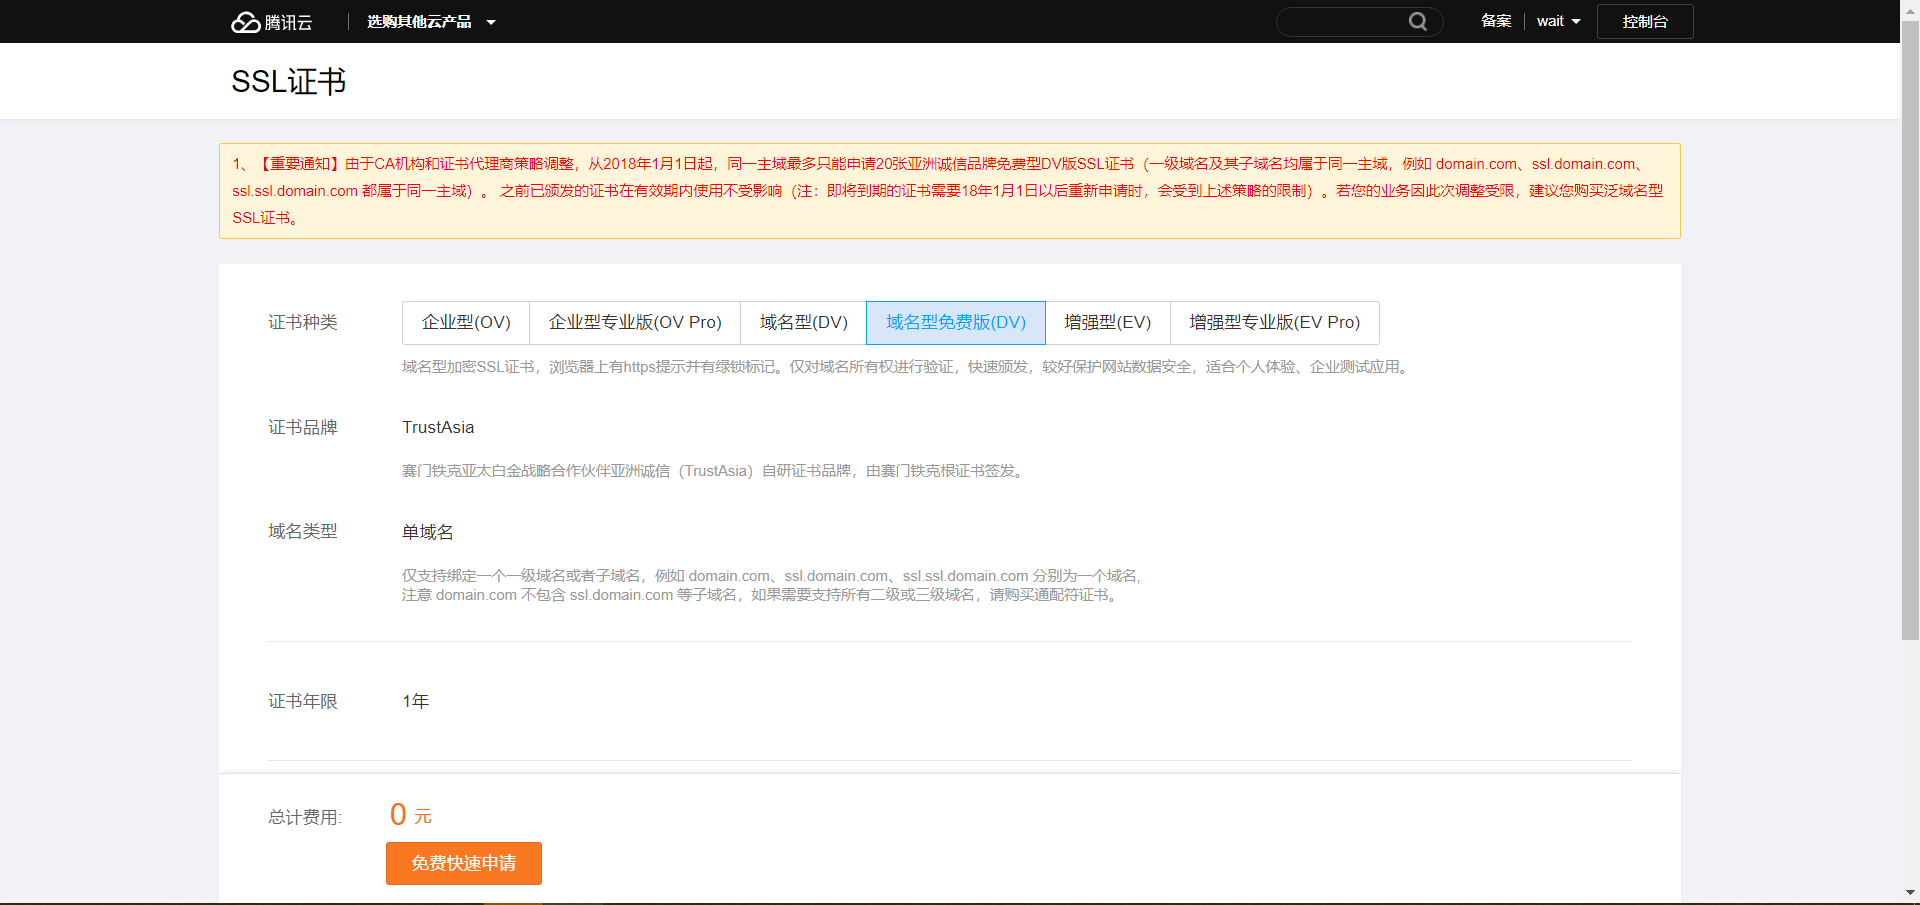 腾讯云 选购其他云产品 备案 wait 控制台
SSL证书
1、【重要通知】由于CA机构和证书代理商策略调整，从2018年1月1日起，同一主域最多只能申请20张亚洲诚信品牌免费型DV版SSL证书（一级域名及其子域名均属于同一主域，例如 domain.com、ssl.domain.com、
ssl.ssl.domain.com 都属于同一主域）。 之前已颁发的证书在有效期内使用不受影响（注：即将到期的证书需要18年1月1日以后重新申请时，会受到上述策略的限制）。若您的业务因此次调整受限，建议您购买泛域名型
SSL证书。
证书种类 企业型(OV) 企业型专业版(OV Pro) 域名型(DV) 域名型免费版(DV) 增强型(EV) 增强型专业版(EV Pro)
域名型加密SSL证书，浏览器上有https提示并有绿锁标记。仅对域名所有权进行验证，快速颁发，较好保护网站数据安全，适合个人体验、企业测试应用。
证书品牌 TrustAsia
赛门铁克亚太白金战略合作伙伴亚洲诚信（TrustAsia）自研证书品牌，由赛门铁克根证书签发。
域名类型 单域名
仅支持绑定一个一级域名或者子域名，例如 domain.com、ssl.domain.com、ssl.ssl.domain.com 分别为一个域名，
注意 domain.com 不包含 ssl.domain.com 等子域名，如果需要支持所有二级或三级域名，请购买通配符证书。
证书年限 1年
总计费用: 0 元
免费快速申请